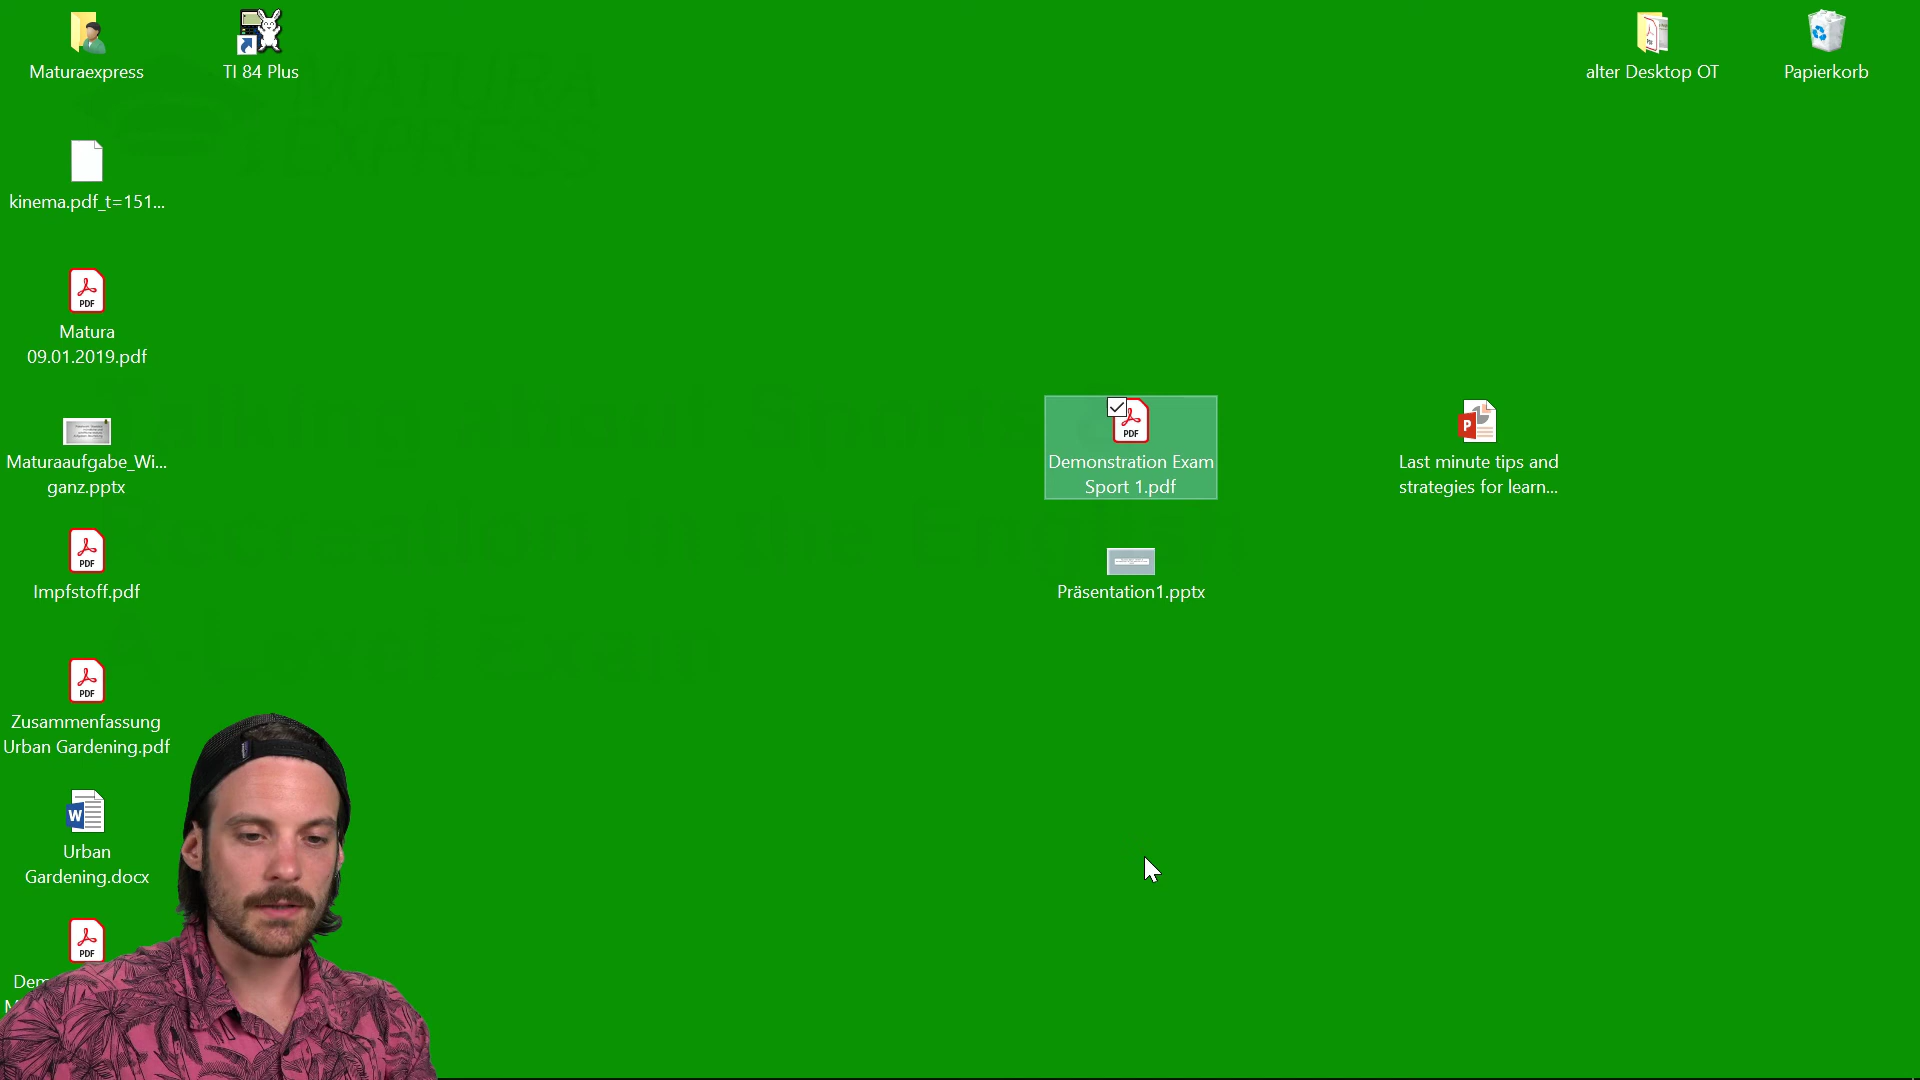 Maturaexpress
TI 84 Plus
alter Desktop OT
Papierkorb
MATURA
EXPRESS
kinema.pdf_t=151...
PDF
Matura
09.01.2019.pdf
Maturaaufgabe_Wi...
ganz.pptx
PDF
Demonstration Exam
Sport 1.pdf
P
Last minute tips and
strategies for learn...
PDF
Impfstoff.pdf
Präsentation1.pptx
PDF
Zusammenfassung
Urban Gardening.pdf
W
Urban
Gardening.docx
PDF